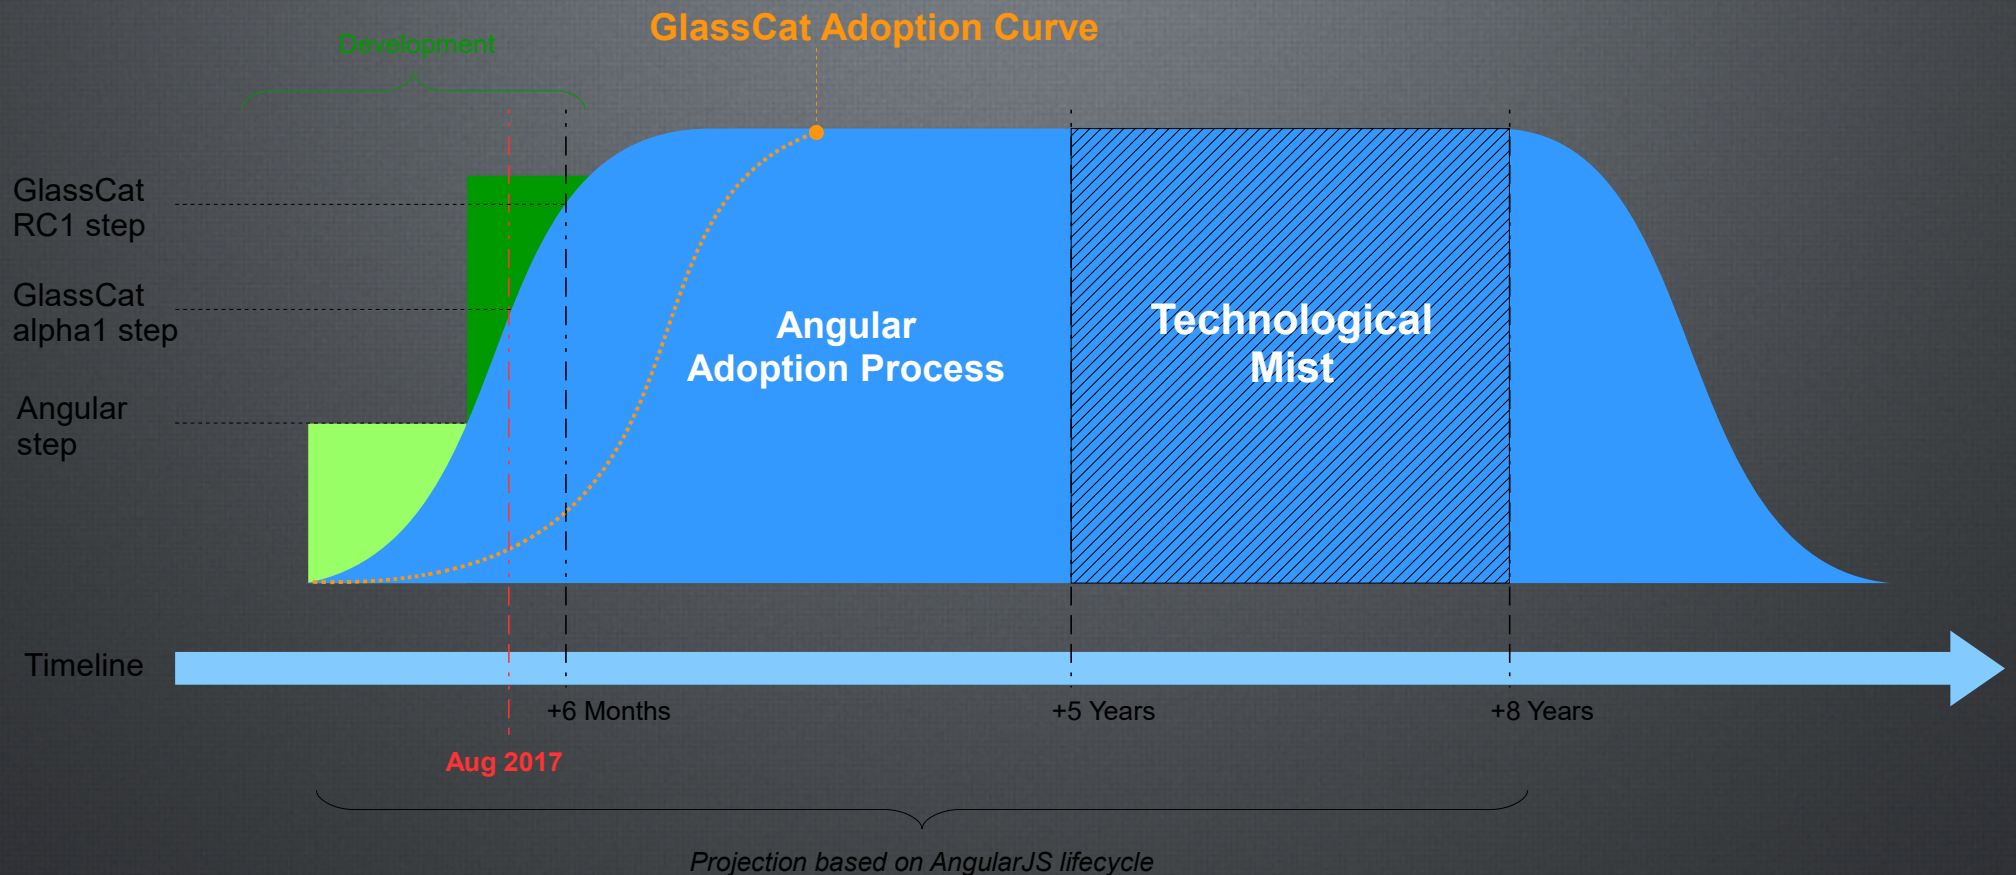 GlassCat Adoption Curve
Development
GlassCat
RC1 step
GlassCat
alpha1 step
Angular
step
Angular
Adoption Process
Technological
Mist
Timeline
+6 Months
+5 Years
+8 Years
Aug 2017
Projection based on AngularJS lifecycle